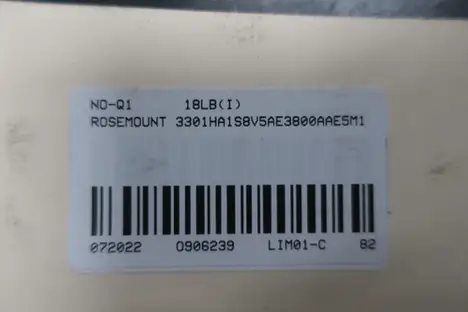 NO-Q1 18LB(I)
ROSEMOUNT 3301HA1S8V5AE3800AAE5M1
072022 0906239 LIM01-C 82